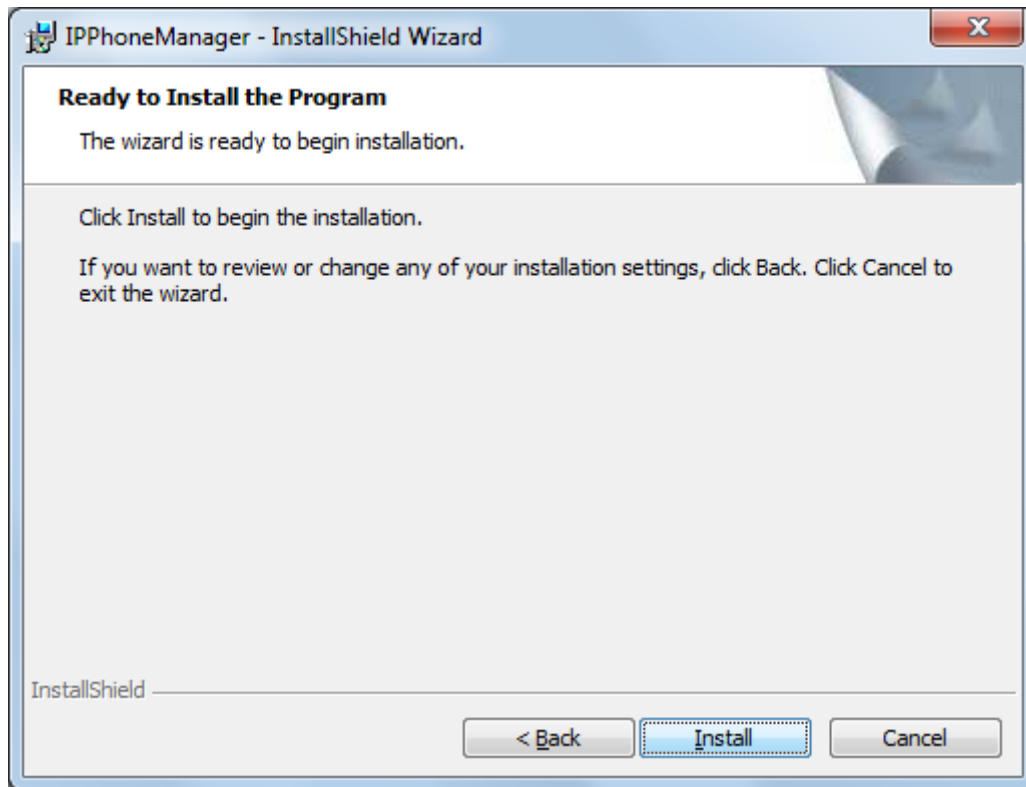 IPPhoneManager - InstallShield Wizard
Ready to Install the Program
The wizard is ready to begin installation.
Click Install to begin the installation.
If you want to review or change any of your installation settings, click Back. Click Cancel to
exit the wizard.
InstallShield
< Back
Install
Cancel